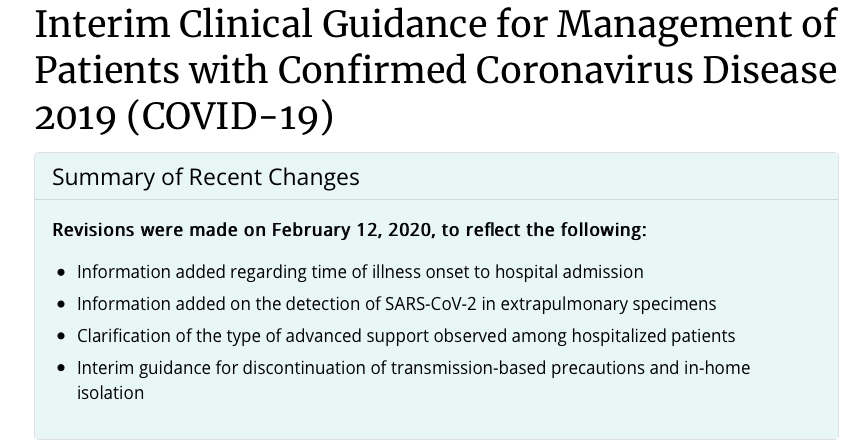 Interim Clinical Guidance for Management of
Patients with Confirmed Coronavirus Disease
2019 (COVID-19)
Summary of Recent Changes
Revisions were made on February 12, 2020, to reflect the following:
• Information added regarding time of illness onset to hospital admission
• Information added on the detection of SARS-CoV-2 in extrapulmonary specimens
• Clarification of the type of advanced support observed among hospitalized patients
• Interim guidance for discontinuation of transmission-based precautions and in-home
isolation